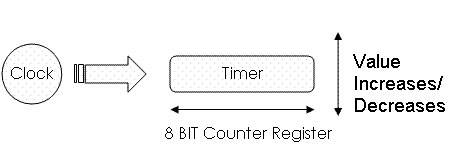 Clock
Timer
Value
Increases/
Decreases
8 BIT Counter Register